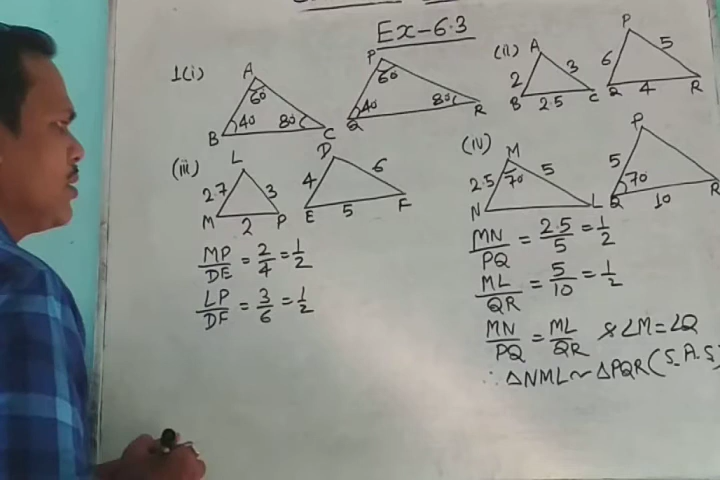 Ex-6.3
1(i)
A
60
B 40 80 C
P
60
Q 40 80 R
(ii)
A
2 3
B 2.5 C
P
6 5
Q 4 R
(iii)
L
2.7 3
M 2 P
D
4 6
E 5 F
MP/DE = 2/4 = 1/2
LP/DF = 3/6 = 1/2
(iv)
M
2.5 70 5
N L
P
5
70
Q 10 R
MN/PQ = 2.5/5 = 1/2
ML/QR = 5/10 = 1/2
MN/PQ = ML/QR & ∠M=∠Q
∴ △NML ~ △PQR (S.A.S)